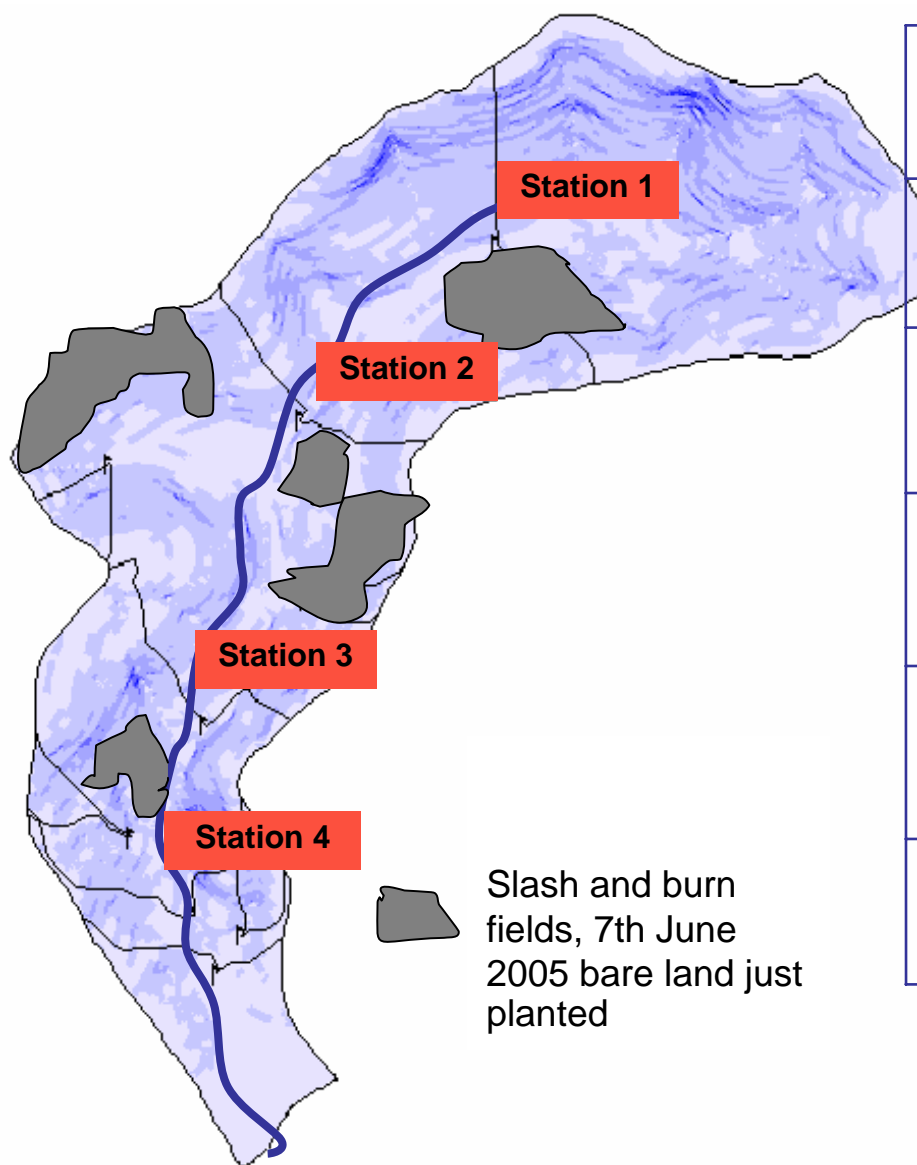 Station 1
Station 2
Station 3
Station 4
Slash and burn
fields, 7th June
2005 bare land just
planted